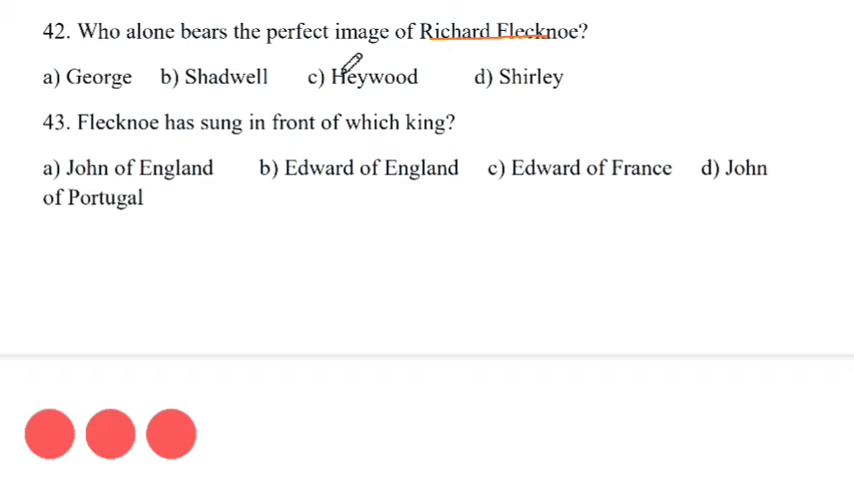 42. Who alone bears the perfect image of Richard Flecknoe?
a) George b) Shadwell c) Heywood d) Shirley
43. Flecknoe has sung in front of which king?
a) John of England b) Edward of England c) Edward of France d) John
of Portugal